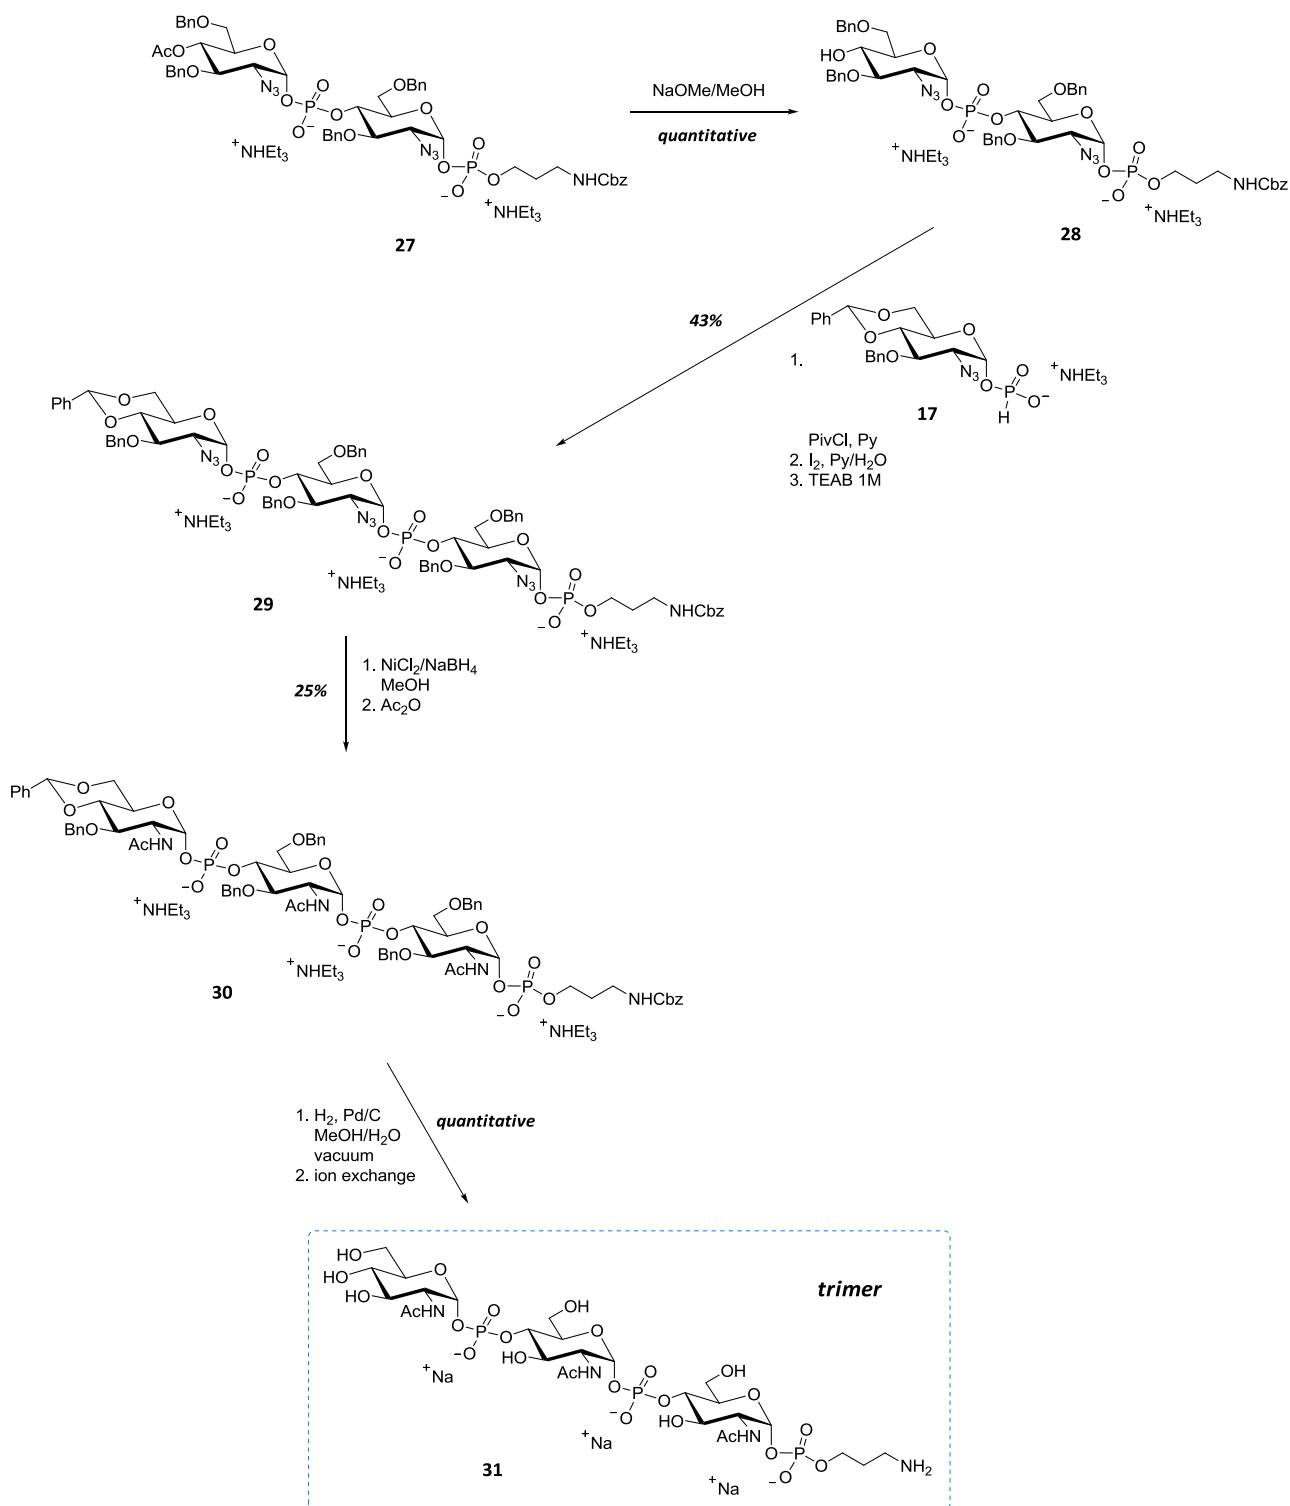 BnO
AcO
O
BnO
N3
O
P
O
O−
O
+NHEt3
OBn
O
BnO
N3
O
O
P
−O
O
NHCbz
+NHEt3
27
NaOMe/MeOH
quantitative
BnO
HO
O
BnO
N3
O
P
O
O−
O
+NHEt3
OBn
O
BnO
N3
O
O
P
−O
O
NHCbz
+NHEt3
28
43%
Ph
O
O
O
BnO
N3
1.
O
O
P
O−
H
+NHEt3
17
PivCl, Py
2. I2, Py/H2O
3. TEAB 1M
Ph
O
O
O
BnO
N3
O
O
P
−O
O
+NHEt3
OBn
O
BnO
N3
O
O
P
−O
O
+NHEt3
OBn
O
BnO
N3
O
O
P
−O
O
NHCbz
+NHEt3
29
25%
1. NiCl2/NaBH4
MeOH
2. Ac2O
Ph
O
O
O
BnO
AcHN
O
O
P
−O
O
+NHEt3
OBn
O
BnO
AcHN
O
O
P
−O
O
+NHEt3
OBn
O
BnO
AcHN
O
O
P
−O
O
NHCbz
+NHEt3
30
1. H2, Pd/C
MeOH/H2O
vacuum
2. ion exchange
quantitative
HO
HO
O
HO
AcHN
O
O
P
−O
O
+Na
OH
O
HO
AcHN
O
O
P
−O
O
+Na
OH
O
HO
AcHN
O
O
P
−O
O
NH2
+Na
trimer
31